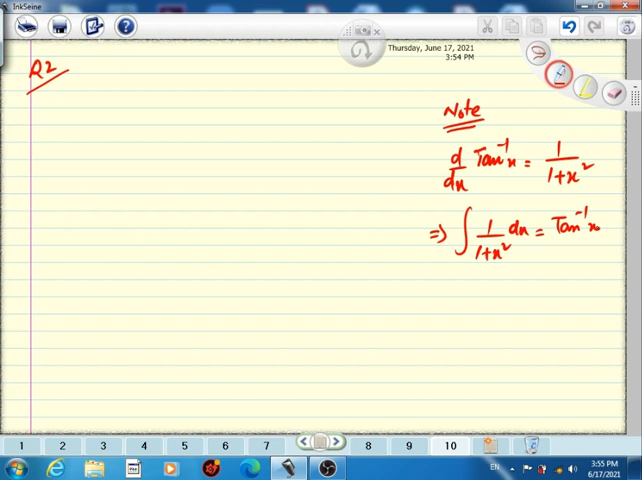 InkSeine
Thursday, June 17, 2021
3:54 PM
Q2
Note
d/dx Tan⁻¹x = 1/1+x²
⇒ ∫ 1/1+x² dx = Tan⁻¹x
1 2 3 4 5 6 7 8 9 10
EN
3:55 PM
6/17/2021